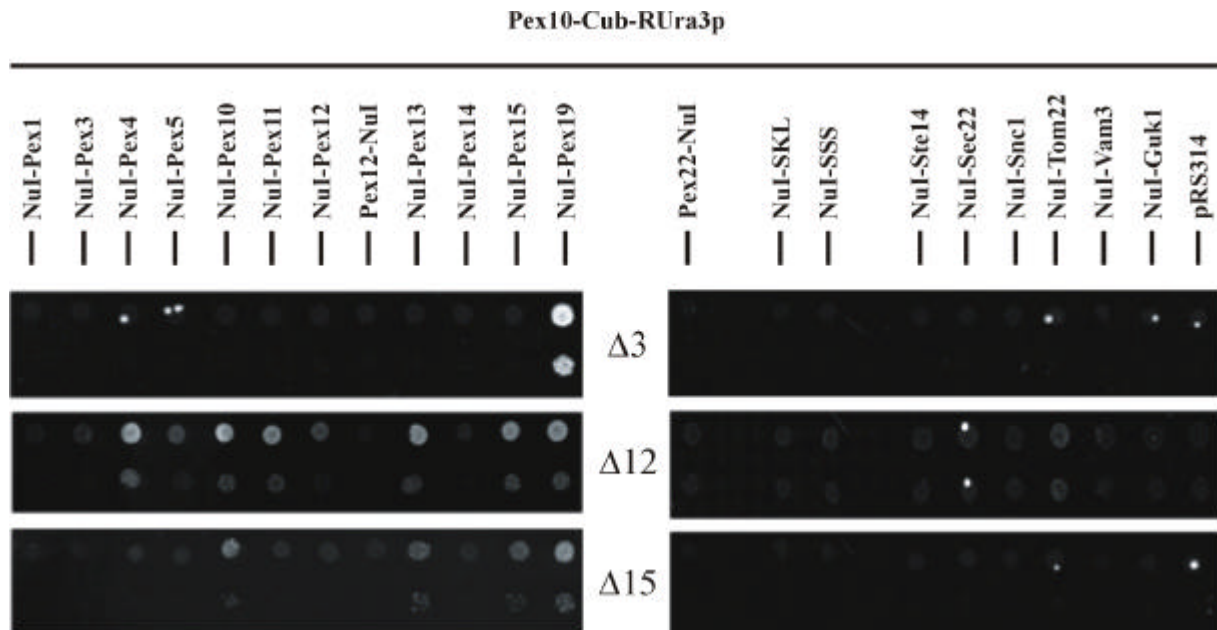 Pex10-Cub-RUra3p
NuI-Pex1
NuI-Pex3
NuI-Pex4
NuI-Pex5
NuI-Pex10
NuI-Pex11
NuI-Pex12
Pex12-NuI
NuI-Pex13
NuI-Pex14
NuI-Pex15
NuI-Pex19
Pex22-NuI
NuI-SKL
NuI-SSS
NuI-Ste14
NuI-Sec22
NuI-Snc1
NuI-Tom22
NuI-Vam3
NuI-Guk1
pRS314
Δ3
Δ12
Δ15